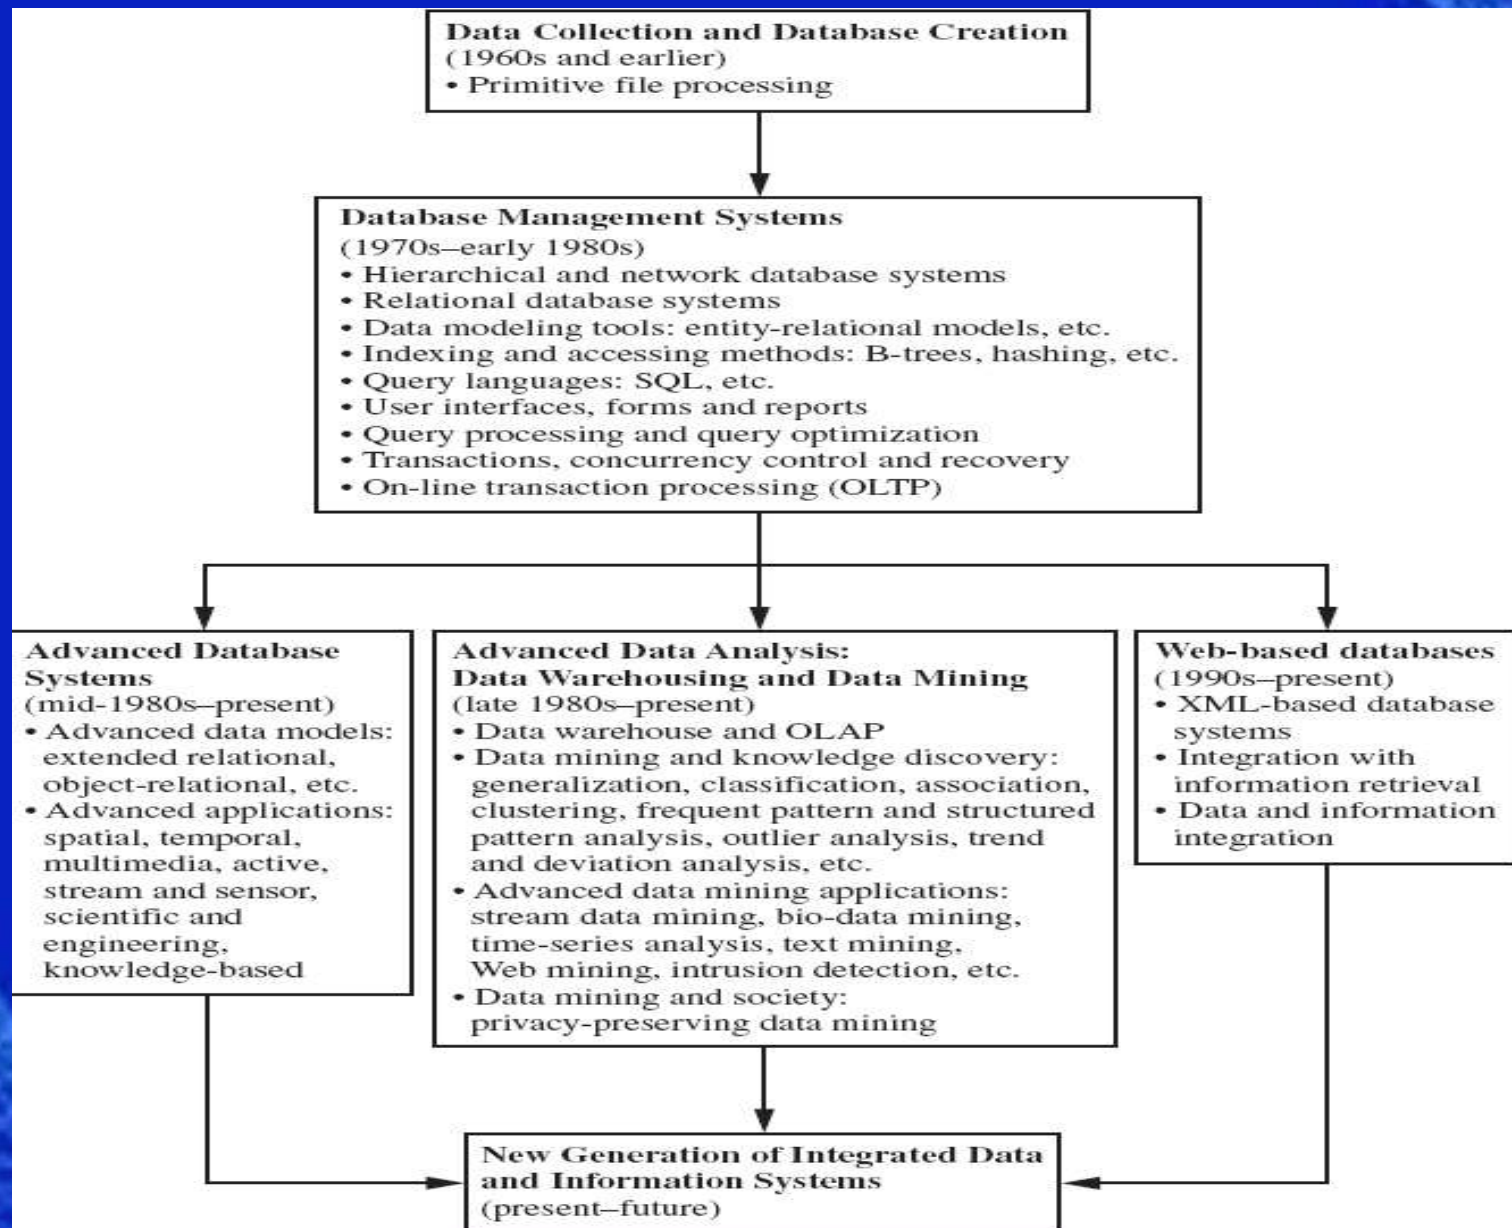 Data Collection and Database Creation
(1960s and earlier)
• Primitive file processing
Database Management Systems
(1970s–early 1980s)
• Hierarchical and network database systems
• Relational database systems
• Data modeling tools: entity-relational models, etc.
• Indexing and accessing methods: B-trees, hashing, etc.
• Query languages: SQL, etc.
• User interfaces, forms and reports
• Query processing and query optimization
• Transactions, concurrency control and recovery
• On-line transaction processing (OLTP)
Advanced Database
Systems
(mid-1980s–present)
• Advanced data models:
extended relational,
object-relational, etc.
• Advanced applications:
spatial, temporal,
multimedia, active,
stream and sensor,
scientific and
engineering,
knowledge-based
Advanced Data Analysis:
Data Warehousing and Data Mining
(late 1980s–present)
• Data warehouse and OLAP
• Data mining and knowledge discovery:
generalization, classification, association,
clustering, frequent pattern and structured
pattern analysis, outlier analysis, trend
and deviation analysis, etc.
• Advanced data mining applications:
stream data mining, bio-data mining,
time-series analysis, text mining,
Web mining, intrusion detection, etc.
• Data mining and society:
privacy-preserving data mining
Web-based databases
(1990s–present)
• XML-based database
systems
• Integration with
information retrieval
• Data and information
integration
New Generation of Integrated Data
and Information Systems
(present–future)